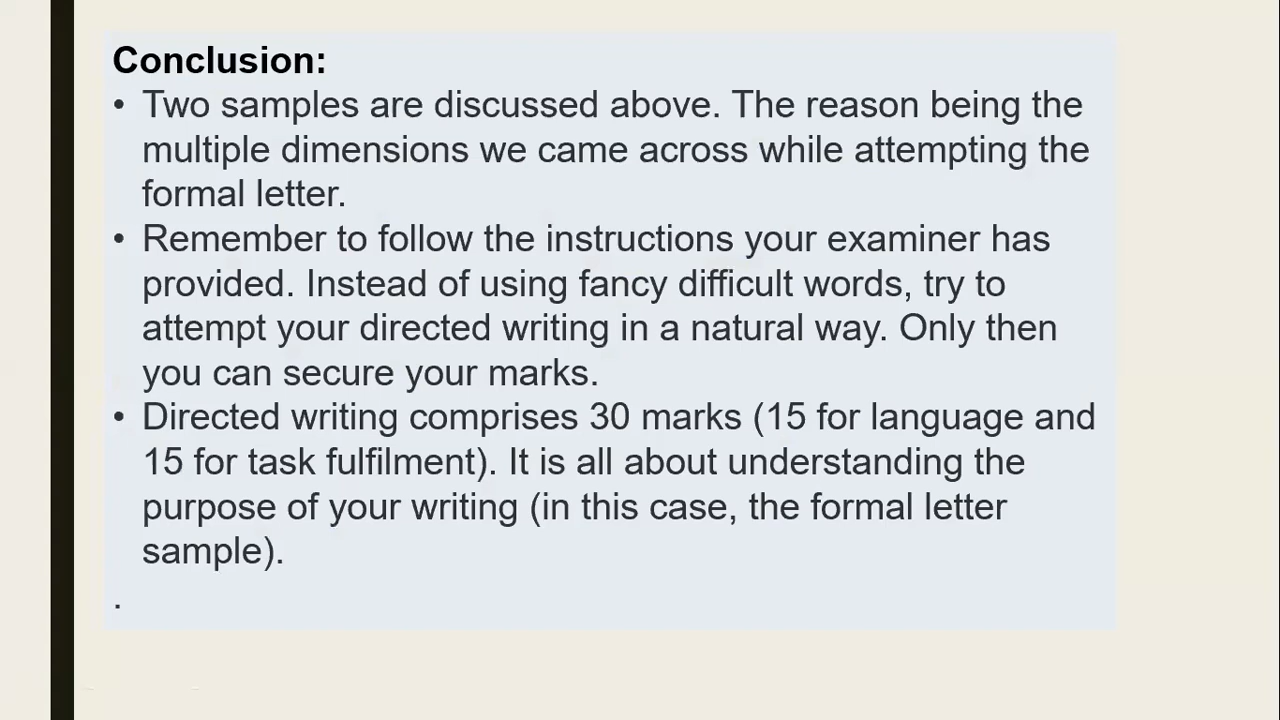 Conclusion:
• Two samples are discussed above. The reason being the
multiple dimensions we came across while attempting the
formal letter.
• Remember to follow the instructions your examiner has
provided. Instead of using fancy difficult words, try to
attempt your directed writing in a natural way. Only then
you can secure your marks.
• Directed writing comprises 30 marks (15 for language and
15 for task fulfilment). It is all about understanding the
purpose of your writing (in this case, the formal letter
sample).
.